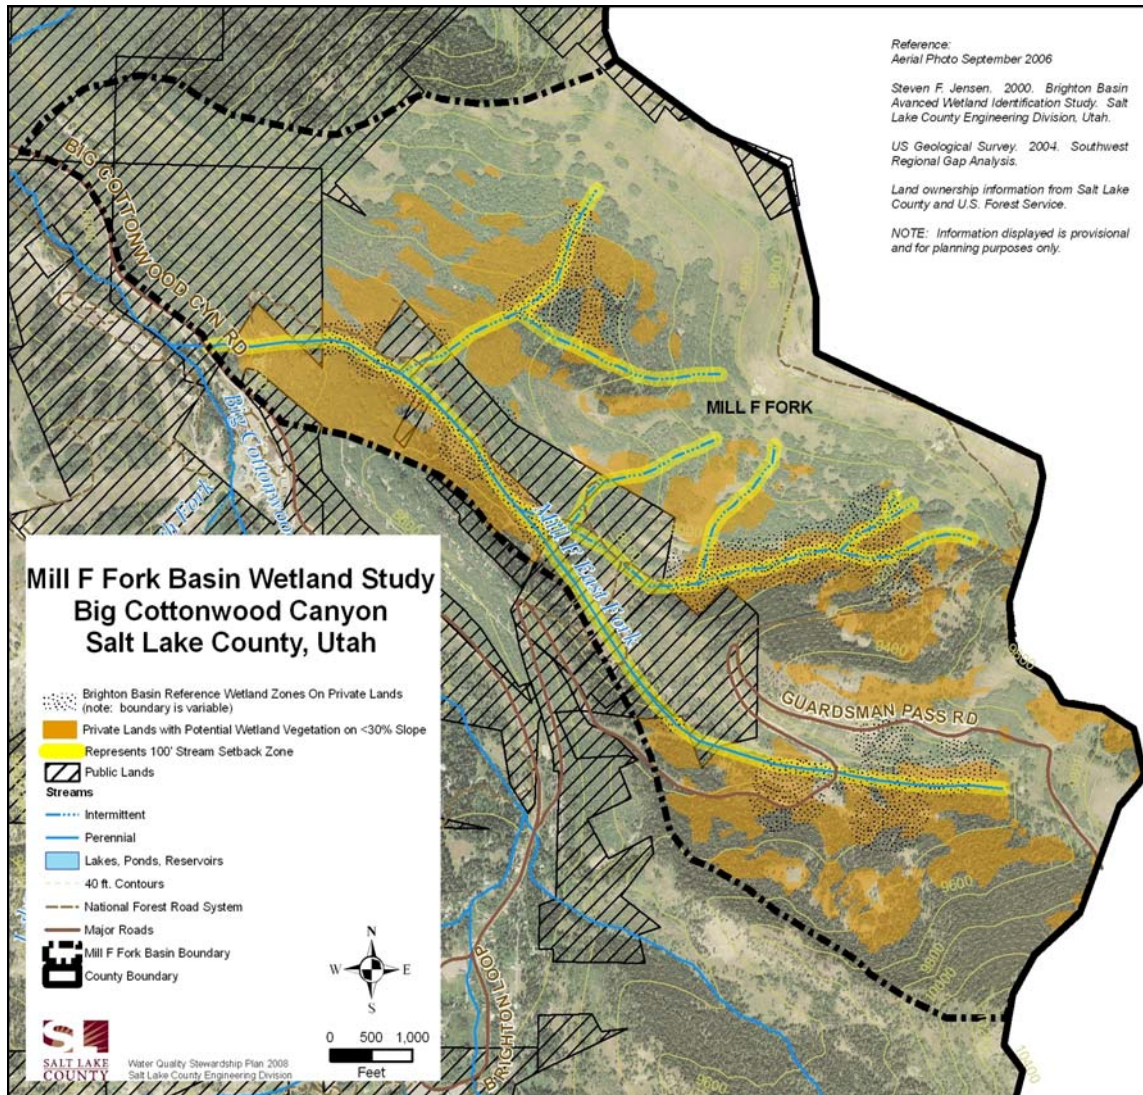 Reference:
Aerial Photo September 2006
Steven F. Jensen. 2000. Brighton Basin
Avanced Wetland Identification Study. Salt
Lake County Engineering Division, Utah.
US Geological Survey. 2004. Southwest
Regional Gap Analysis.
Land ownership information from Salt Lake
County and U.S. Forest Service.
NOTE: Information displayed is provisional
and for planning purposes only.
BIG COTTONWOOD CYN RD
Big Cottonwood
MILL F FORK
Mill F East Fork
Fork
GUARDSMAN PASS RD
9400
9600
9600
9800
10000
10400
9000
BRIGHTON LOOP
Mill F Fork Basin Wetland Study
Big Cottonwood Canyon
Salt Lake County, Utah
Brighton Basin Reference Wetland Zones On Private Lands
(note: boundary is variable)
Private Lands with Potential Wetland Vegetation on <30% Slope
Represents 100' Stream Setback Zone
Public Lands
Streams
Intermittent
Perennial
Lakes, Ponds, Reservoirs
40 ft. Contours
National Forest Road System
Major Roads
Mill F Fork Basin Boundary
County Boundary
N
W E
S
0 500 1,000
Feet
SL
SALT LAKE
COUNTY
Water Quality Stewardship Plan 2008
Salt Lake County Engineering Division